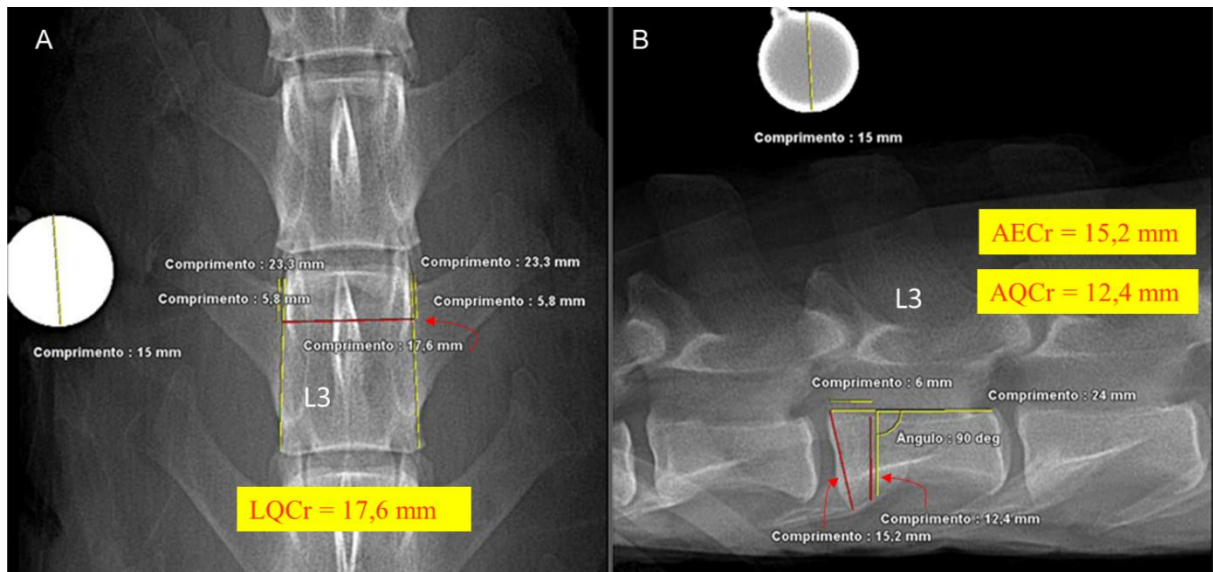 A
Comprimento : 23,3 mm
Comprimento : 23,3 mm
Comprimento : 5,8 mm
Comprimento : 5,8 mm
Comprimento : 15 mm
Comprimento : 17,6 mm
L3
LQCr = 17,6 mm
B
Comprimento : 15 mm
AECr = 15,2 mm
L3
AQCr = 12,4 mm
Comprimento : 6 mm
Comprimento : 24 mm
Ângulo : 90 deg
Comprimento : 12,4 mm
Comprimento : 15,2 mm